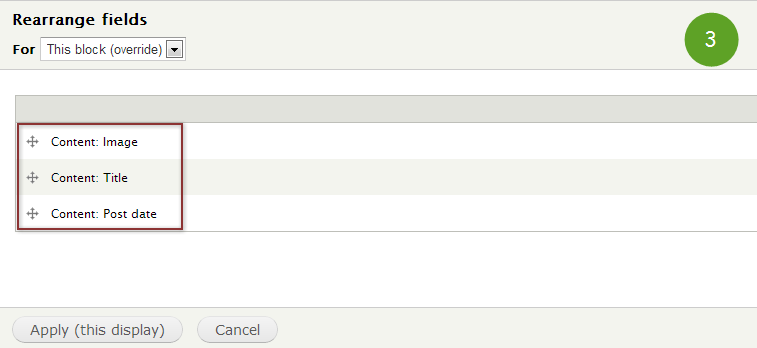 Rearrange fields
For This block (override)
3
Content: Image
Content: Title
Content: Post date
Apply (this display) Cancel